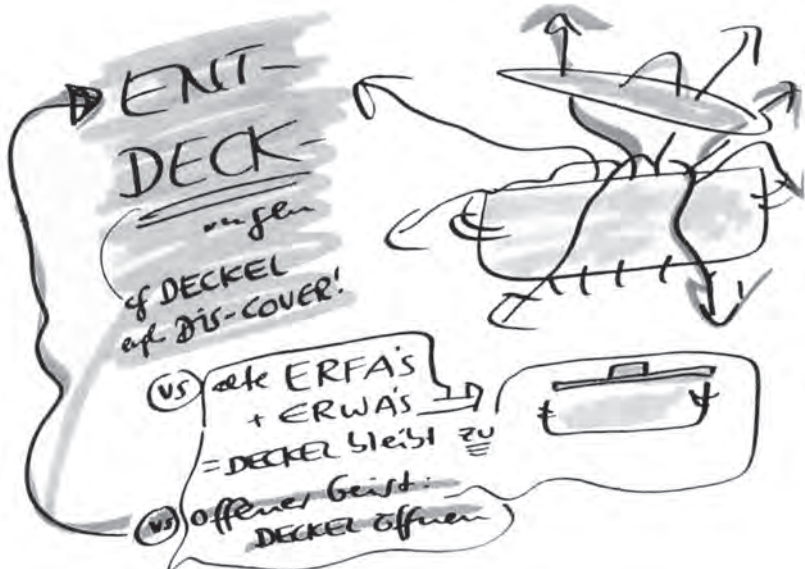 ENT-
DECK-
ungen
cf DECKEL
engl. DIS-COVER!
VS alte ERFA's
+ ERWA's
= DECKEL bleibt zu
VS Offener Geist:
DECKEL öffnen